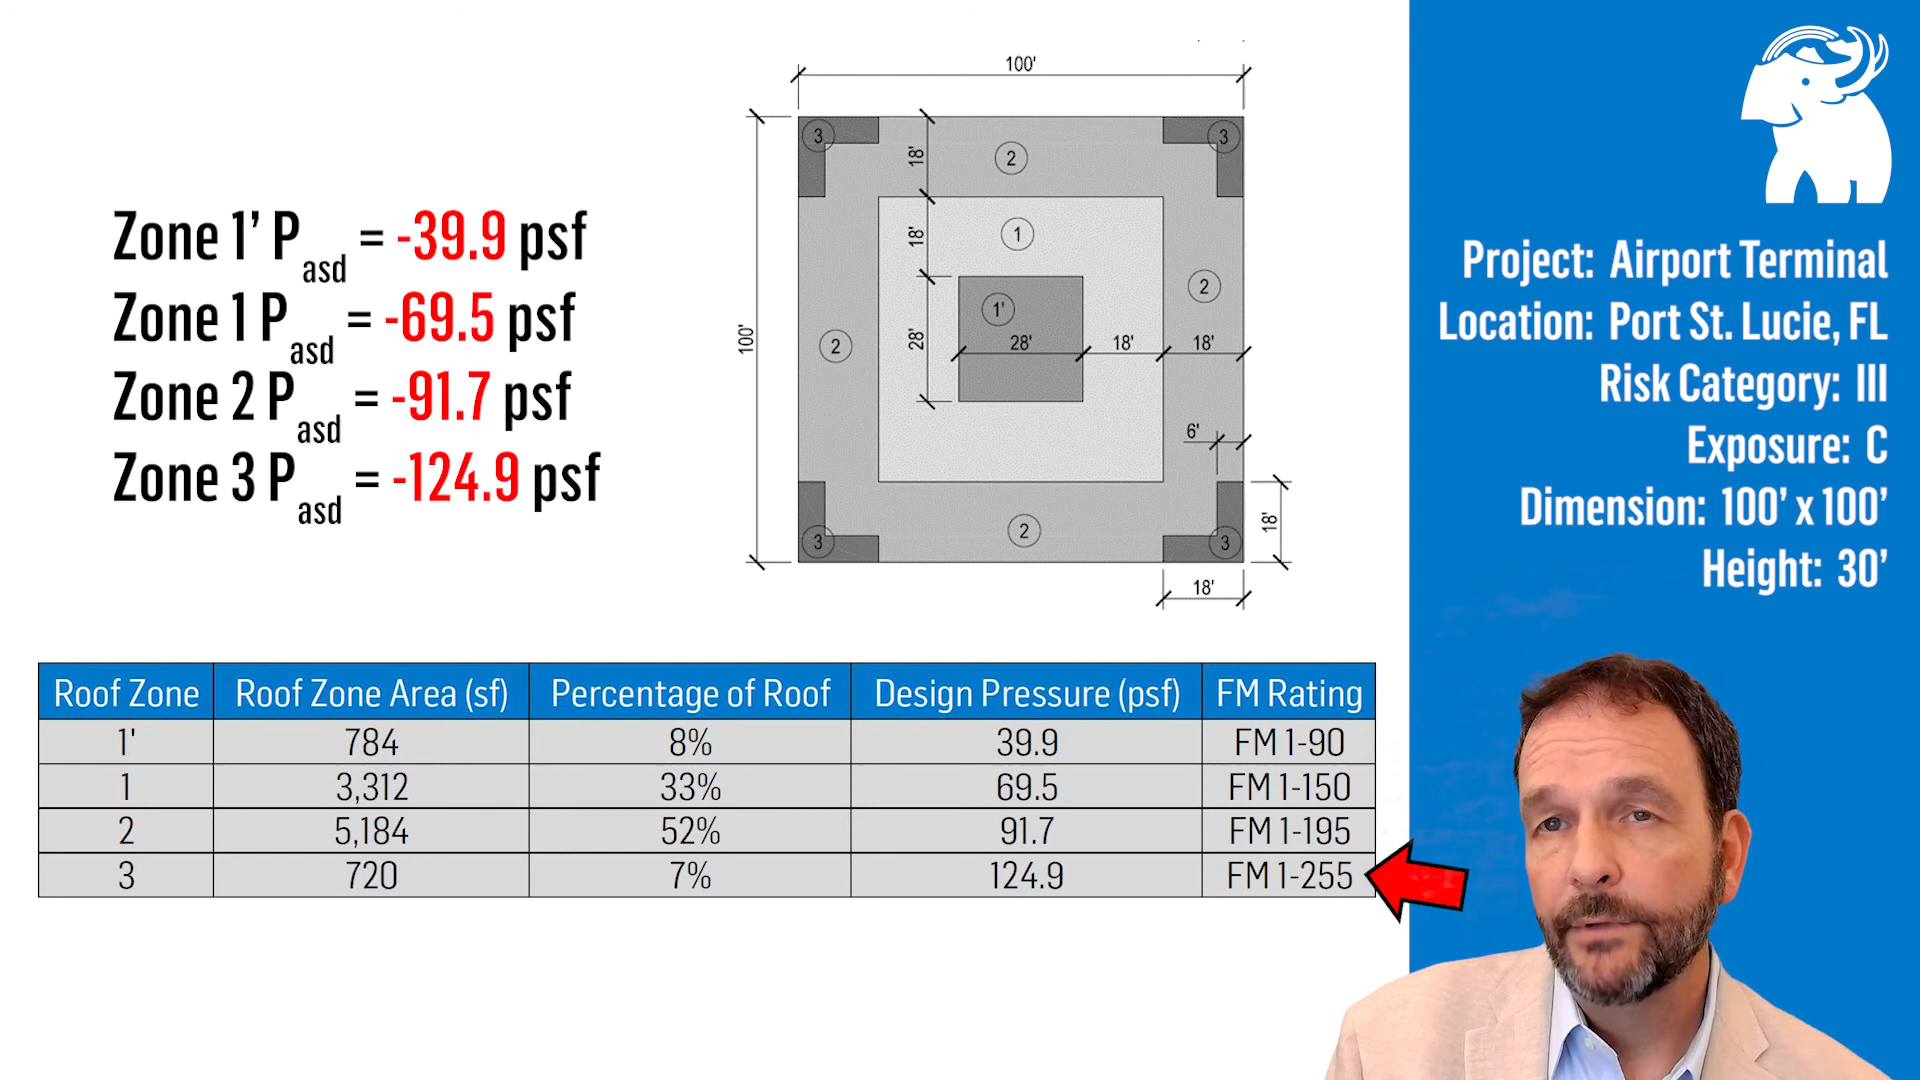 Zone 1’ Pasd = -39.9 psf
Zone 1 Pasd = -69.5 psf
Zone 2 Pasd = -91.7 psf
Zone 3 Pasd = -124.9 psf
100'
3
3
18'
2
18'
1
2
1'
100'
2
28'
28'
18'
18'
6'
3
2
3
18'
18'
Project: Airport Terminal
Location: Port St. Lucie, FL
Risk Category: III
Exposure: C
Dimension: 100’ x 100’
Height: 30’
Roof Zone Roof Zone Area (sf) Percentage of Roof Design Pressure (psf) FM Rating
1' 784 8% 39.9 FM 1-90
1 3,312 33% 69.5 FM 1-150
2 5,184 52% 91.7 FM 1-195
3 720 7% 124.9 FM 1-255